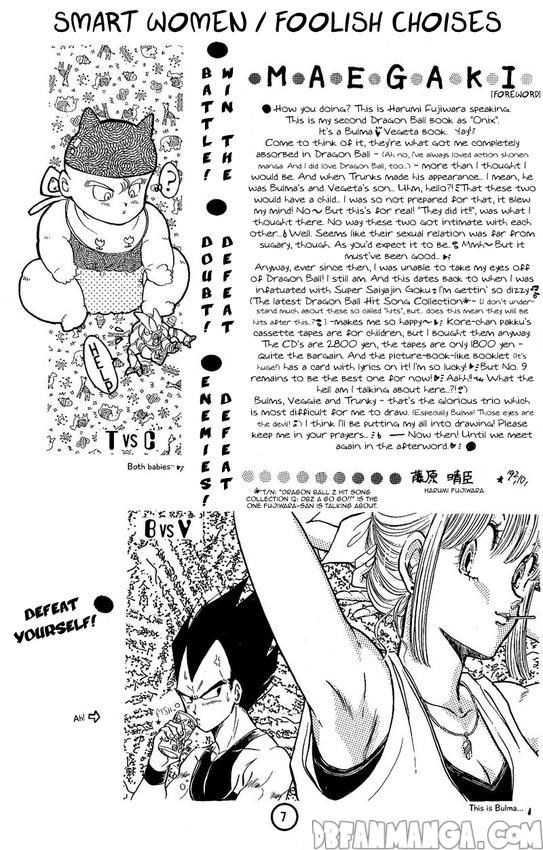 SMART WOMEN / FOOLISH CHOISES
BATTLE!
WIN THE
DOUBT!
DEFEAT
ENEMIES!
DEFEAT
MAEGAKI
[FOREWORD]
How you doing? This is Harumi Fujiwara speaking.
This is my second Dragon Ball book as "Onix".
It's a Bulma ♥ Vegeta book. Yay!
Come to think of it, they're what got me completely
absorbed in Dragon Ball - (Ah, no, I've always loved action shonen
manga. And I did love Dragon Ball, too...) - more than I thought I
would be. And when Trunks made his appearance... I mean, he
was Bulma's and Vegeta's son... Uhm, hello?! That these two
would have a child... I was so not prepared for that, it blew
my mind! No~ But this's for real! "They did it!!", was what I
thought there. No way these two got intimate with each
other... Well. Seems like their sexual relation was far from
sugary, though. As you'd expect it to be... Mmh~ But it
must've been good...
Anyway, ever since then, I was unable to take my eyes off
of Dragon Ball! I still am. And this dates back to when I was
infatuated with Super Saiyajin Goku: I'm gettin' so dizzy
(The latest Dragon Ball Hit Song Collection* - (I don't under-
stand much about these so called "hits", but... does this mean they will be
hits after this..?) - makes me so happy~ Kore-chan pakku's
casdette tapes are for children, but I bought them anyway.
The CD's are 2800 yen, the tapes are only 1800 yen -
quite the bargain. And the picture-book-like booklet (it's
huge!) has a card with lyrics on it! I'm so lucky! But No. 9
remains to be the best one for now! Aahh!! What the
hell am I talking about here..?!)
Bulms, Veggie and Trunky - that's the glorious trio which
is most difficult for me to draw. (Especially Bulma! Those eyes are
the devil!) I think I'll be putting my all into drawing! Please
keep me in your prayers... — Now then! Until we meet
again in the afterword.
藤原 晴臣
HARUMI FUJIWARA
*T/N: "DRAGON BALL Z HIT SONG
COLLECTION 12: DBZ A GO GO!!" IS THE
ONE FUJIWARA-SAN IS TALKING ABOUT.
HELP
T VS C
Both babies~
B VS V
DEFEAT
YOURSELF!
Ah!
This is Bulma...
7
DBFANMANGA.COM